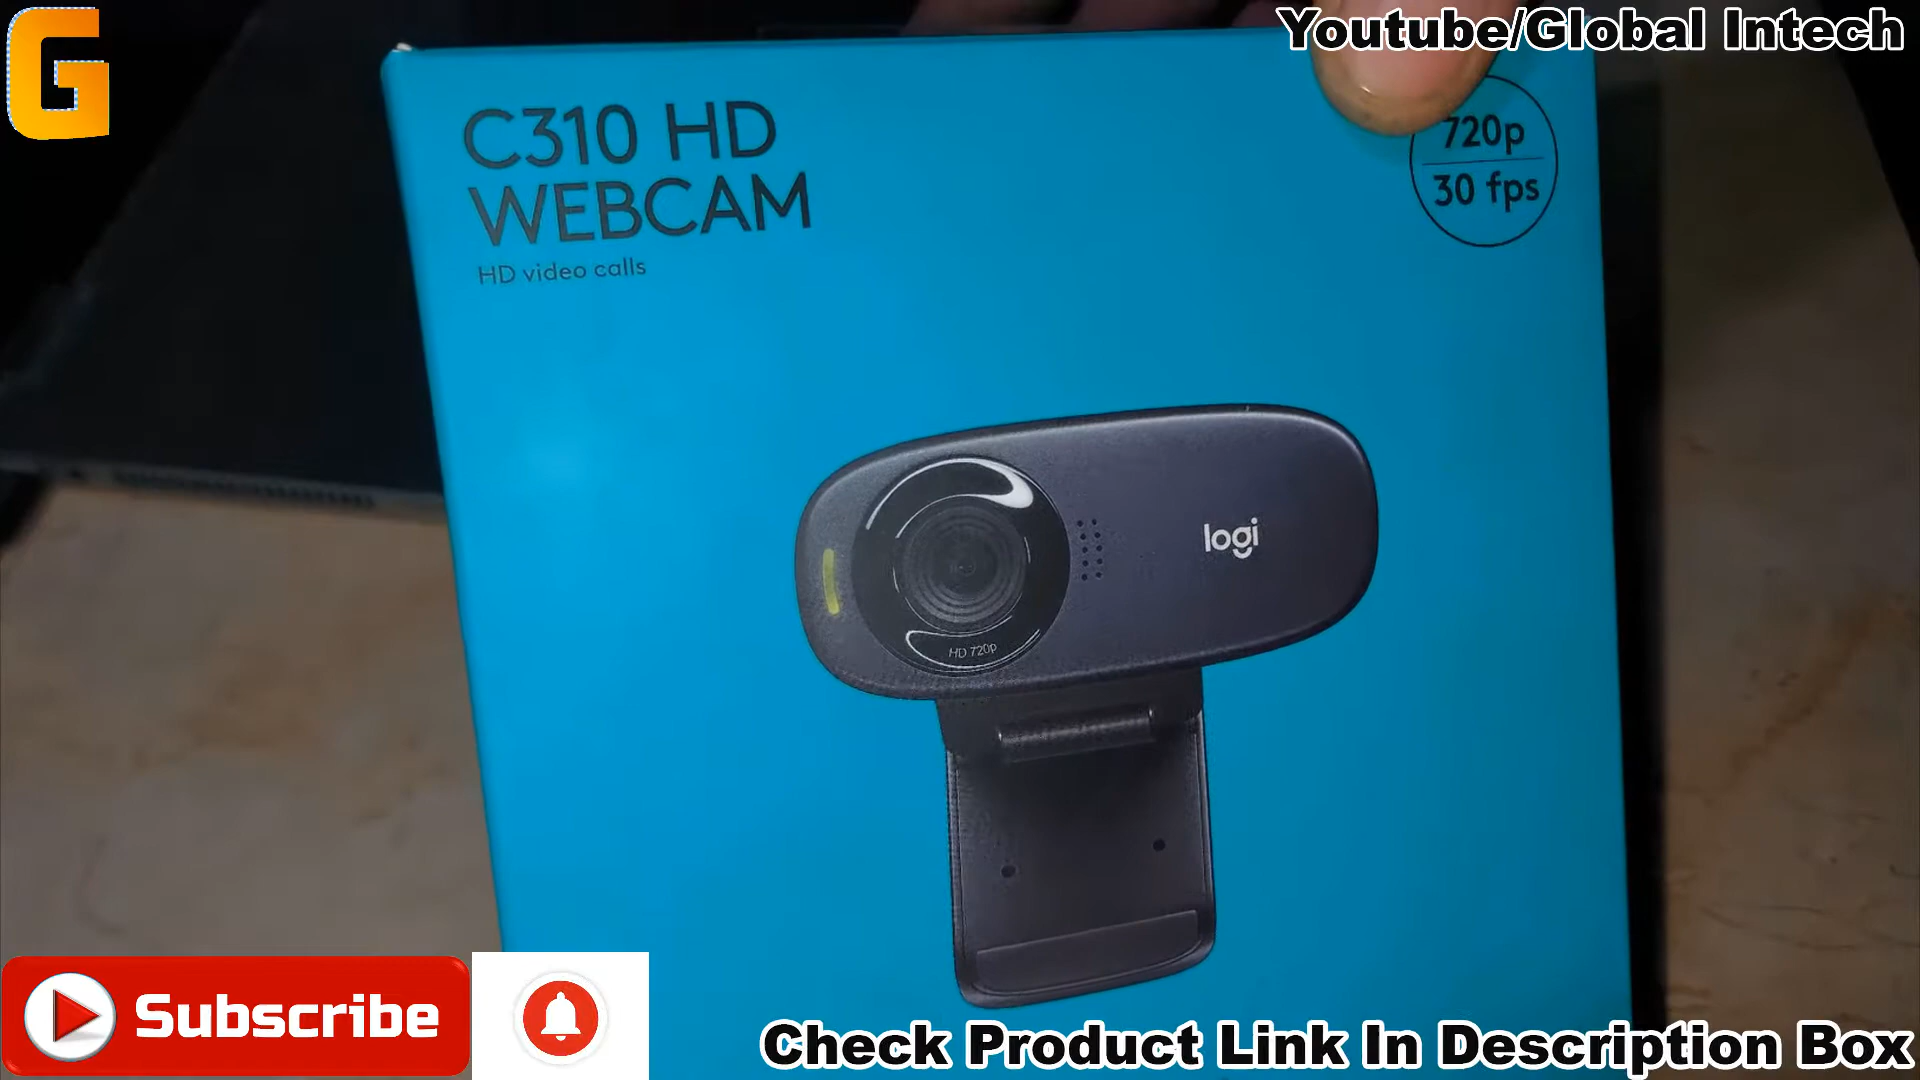 G
Youtube/Global Intech
C310 HD
WEBCAM
HD video calls
720p
30 fps
logi
HD 720p
Subscribe
Check Product Link In Description Box